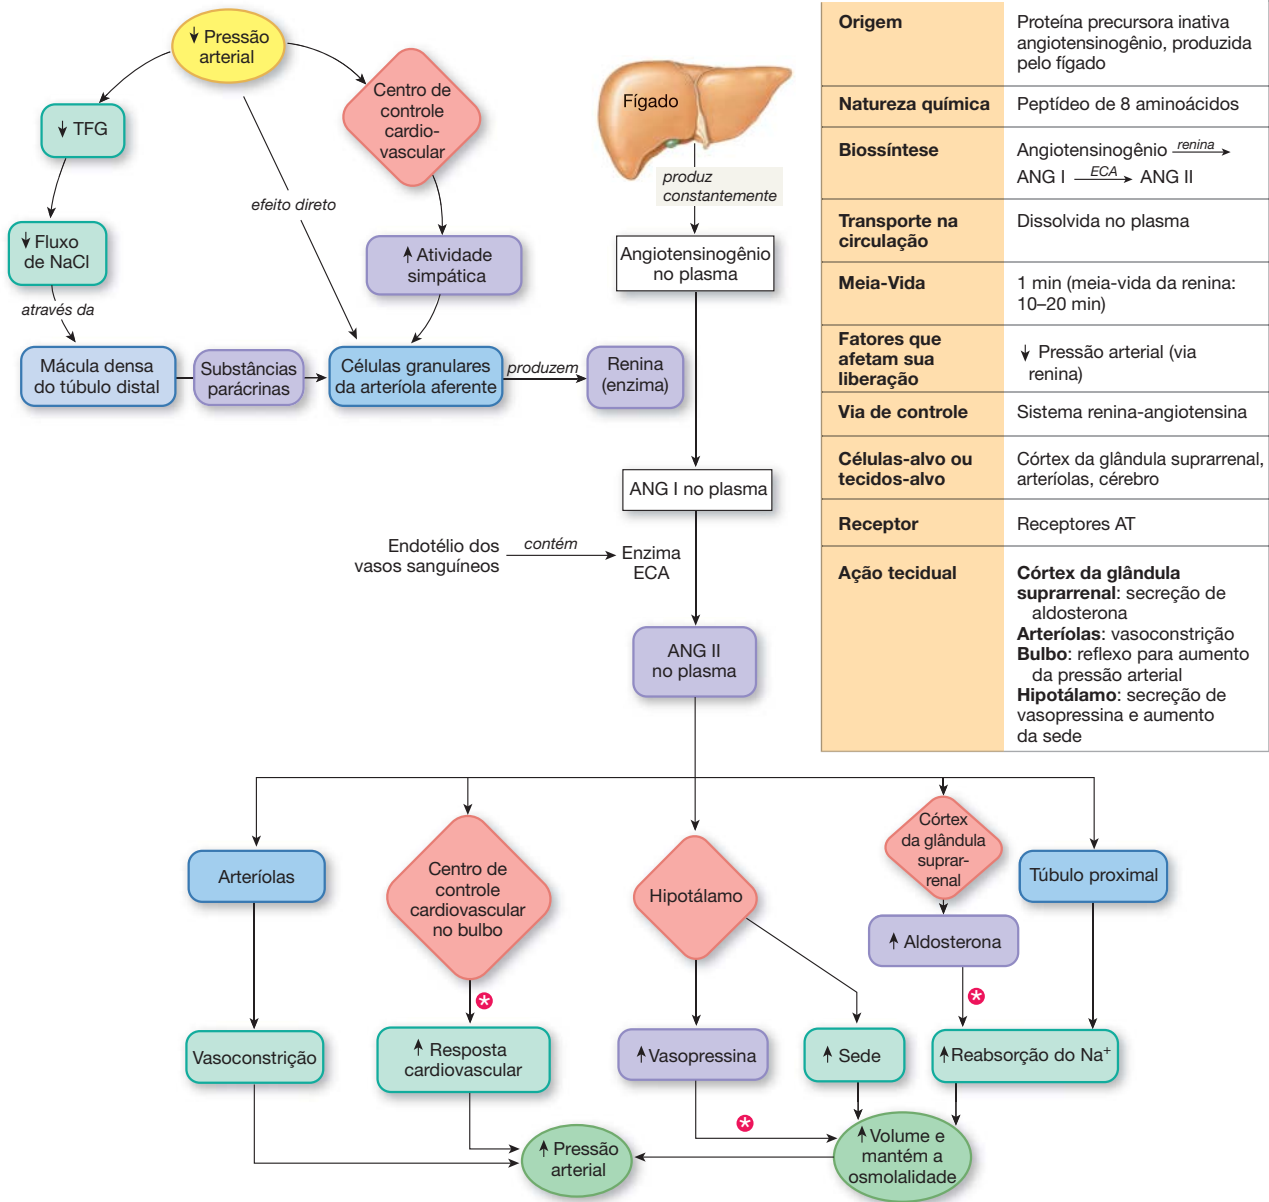 ↓ Pressão
arterial
↓ TFG
↓ Fluxo
de NaCl
através da
Mácula densa
do túbulo distal
Substâncias
parácrinas
efeito direto
Centro de
controle
cardio-
vascular
↑ Atividade
simpática
Células granulares
da arteríola aferente
produzem
Renina
(enzima)
Fígado
produz
constantemente
Angiotensinogênio
no plasma
ANG I no plasma
Endotélio dos
vasos sanguíneos
contém
Enzima
ECA
ANG II
no plasma
Origem
Proteína precursora inativa
angiotensinogênio, produzida
pelo fígado
Natureza química
Peptídeo de 8 aminoácidos
Biossíntese
Angiotensinogênio renina →
ANG I ECA → ANG II
Transporte na
circulação
Dissolvida no plasma
Meia-Vida
1 min (meia-vida da renina:
10–20 min)
Fatores que
afetam sua
liberação
↓ Pressão arterial (via
renina)
Via de controle
Sistema renina-angiotensina
Células-alvo ou
tecidos-alvo
Córtex da glândula suprarrenal,
arteríolas, cérebro
Receptor
Receptores AT
Ação tecidual
Córtex da glândula
suprarrenal: secreção de
aldosterona
Arteríolas: vasoconstrição
Bulbo: reflexo para aumento
da pressão arterial
Hipotálamo: secreção de
vasopressina e aumento
da sede
Arteríolas
Centro de
controle
cardiovascular
no bulbo
Hipotálamo
Córtex
da glândula
suprar-
renal
Túbulo proximal
↑ Aldosterona
*
*
Vasoconstrição
↑ Resposta
cardiovascular
↑ Vasopressina
↑ Sede
↑ Reabsorção do Na⁺
*
↑ Pressão
arterial
↑ Volume e
mantém a
osmolalidade